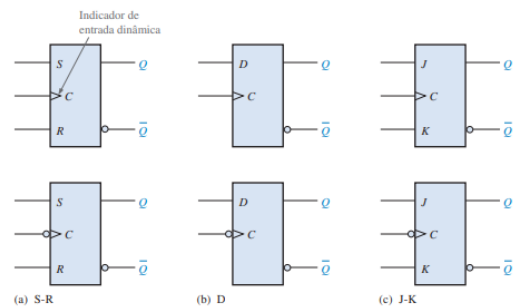 Indicador de
entrada dinâmica
S Q D Q J Q
C C C
R Q̅ Q̅ K Q̅
S Q D Q J Q
C C C
R Q̅ Q̅ K Q̅
(a) S-R (b) D (c) J-K